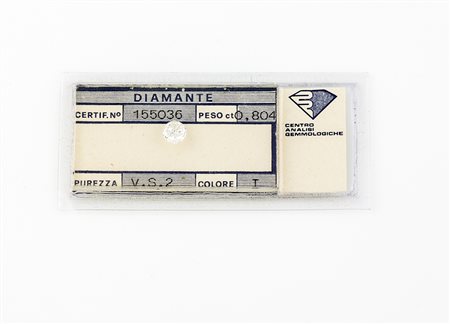 DIAMANTE
CERTIF. Nº 155036 PESO ct 0,804
PUREZZA V.S.2 COLORE I
CENTRO
ANALISI
GEMMOLOGICHE